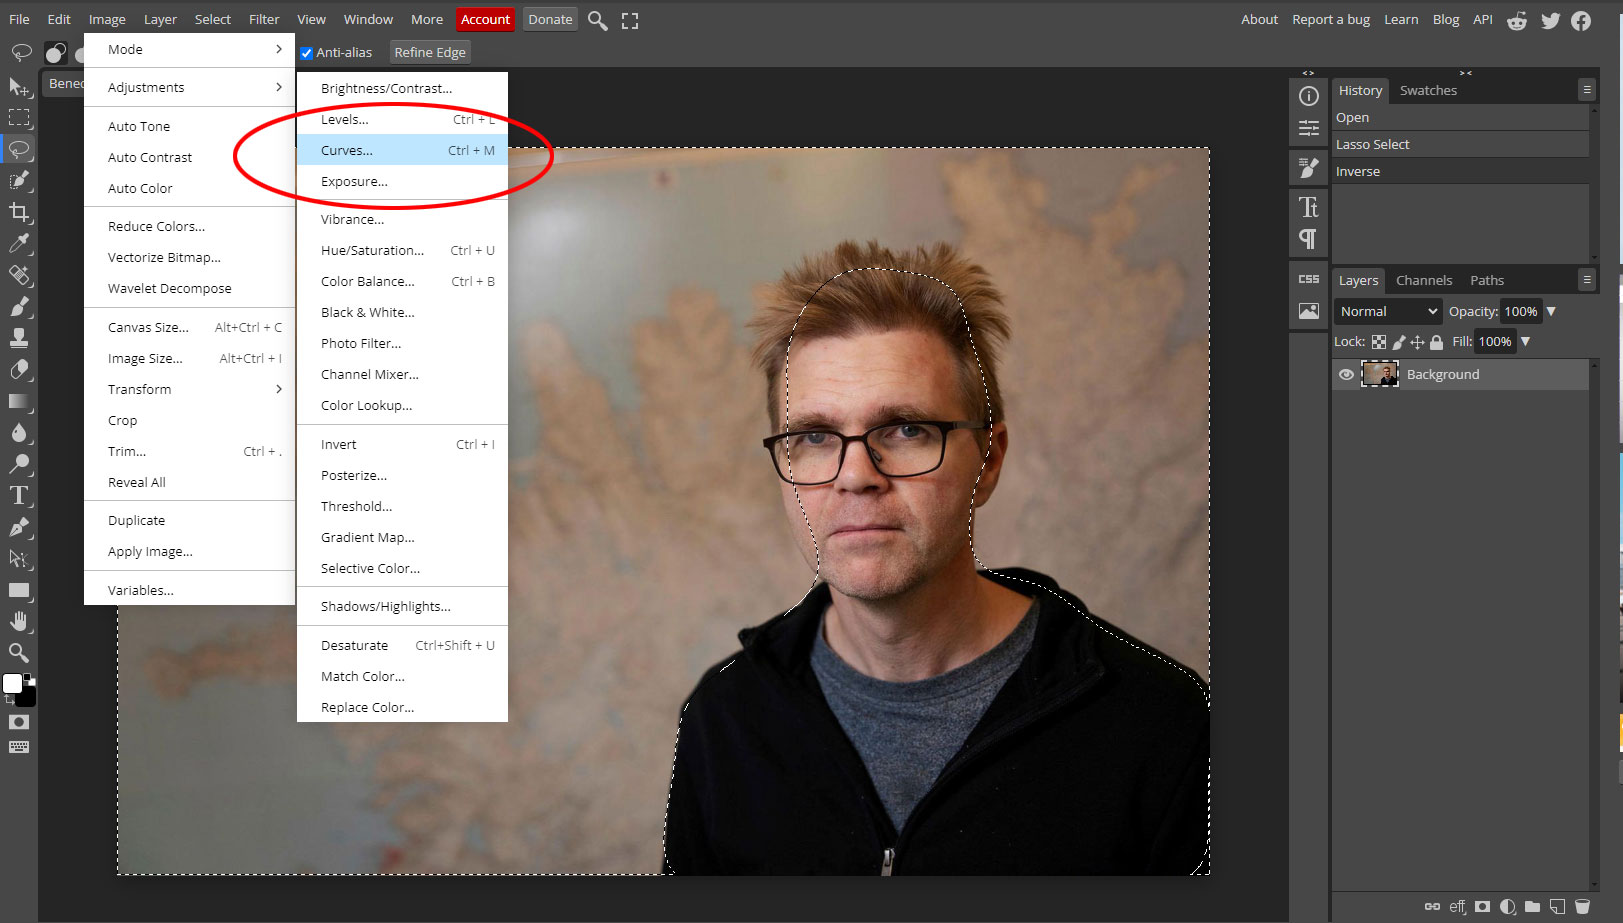 File Edit Image Layer Select Filter View Window More Account Donate About Report a bug Learn Blog API
Anti-alias Refine Edge
Bened
Mode
Adjustments
Auto Tone
Auto Contrast
Auto Color
Reduce Colors...
Vectorize Bitmap...
Wavelet Decompose
Canvas Size... Alt+Ctrl + C
Image Size... Alt+Ctrl + I
Transform
Crop
Trim... Ctrl + .
Reveal All
Duplicate
Apply Image...
Variables...
Brightness/Contrast...
Levels... Ctrl + L
Curves... Ctrl + M
Exposure...
Vibrance...
Hue/Saturation... Ctrl + U
Color Balance... Ctrl + B
Black & White...
Photo Filter...
Channel Mixer...
Color Lookup...
Invert Ctrl + I
Posterize...
Threshold...
Gradient Map...
Selective Color...
Shadows/Highlights...
Desaturate Ctrl+Shift + U
Match Color...
Replace Color...
< >
> <
CSS
History Swatches
Open
Lasso Select
Inverse
Layers Channels Paths
Normal Opacity: 100%
Lock: Fill: 100%
Background
eff